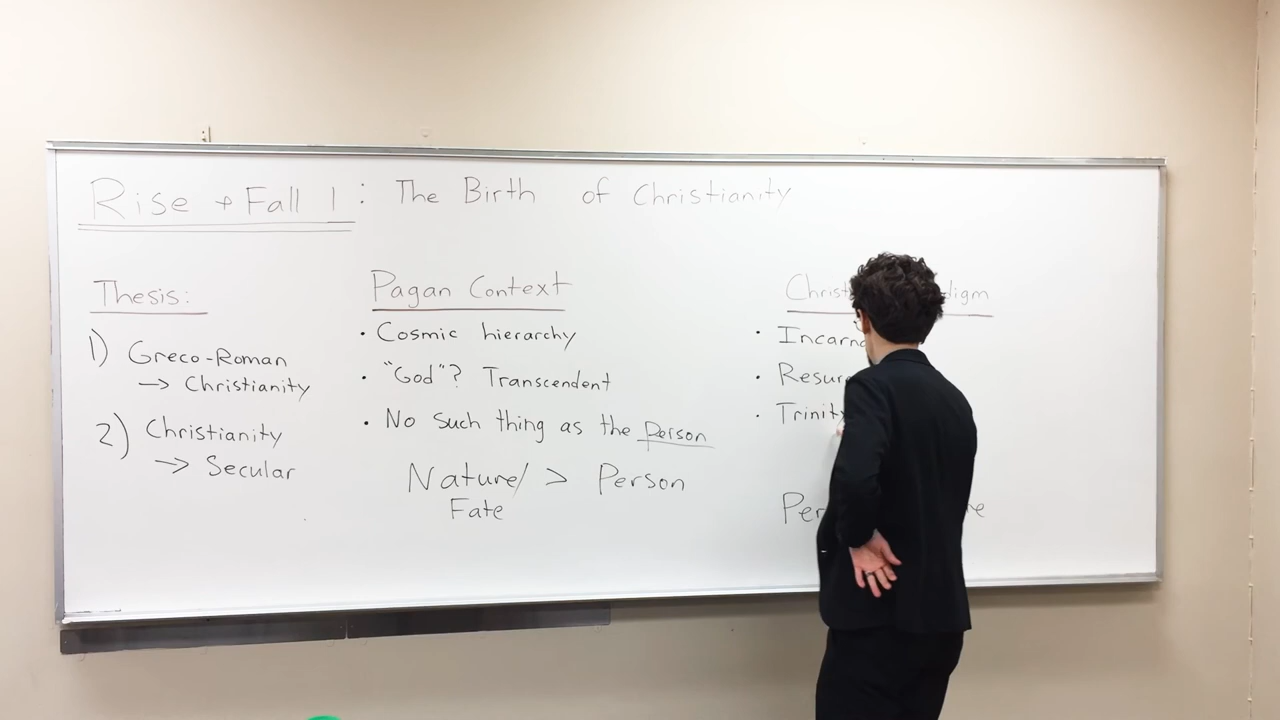 Rise + Fall 1: The Birth of Christianity
Thesis:
1) Greco-Roman
→ Christianity
2) Christianity
→ Secular
Pagan Context
• Cosmic hierarchy
• "God"? Transcendent
• No such thing as the person
Nature/ > Person
Fate
•
•
•